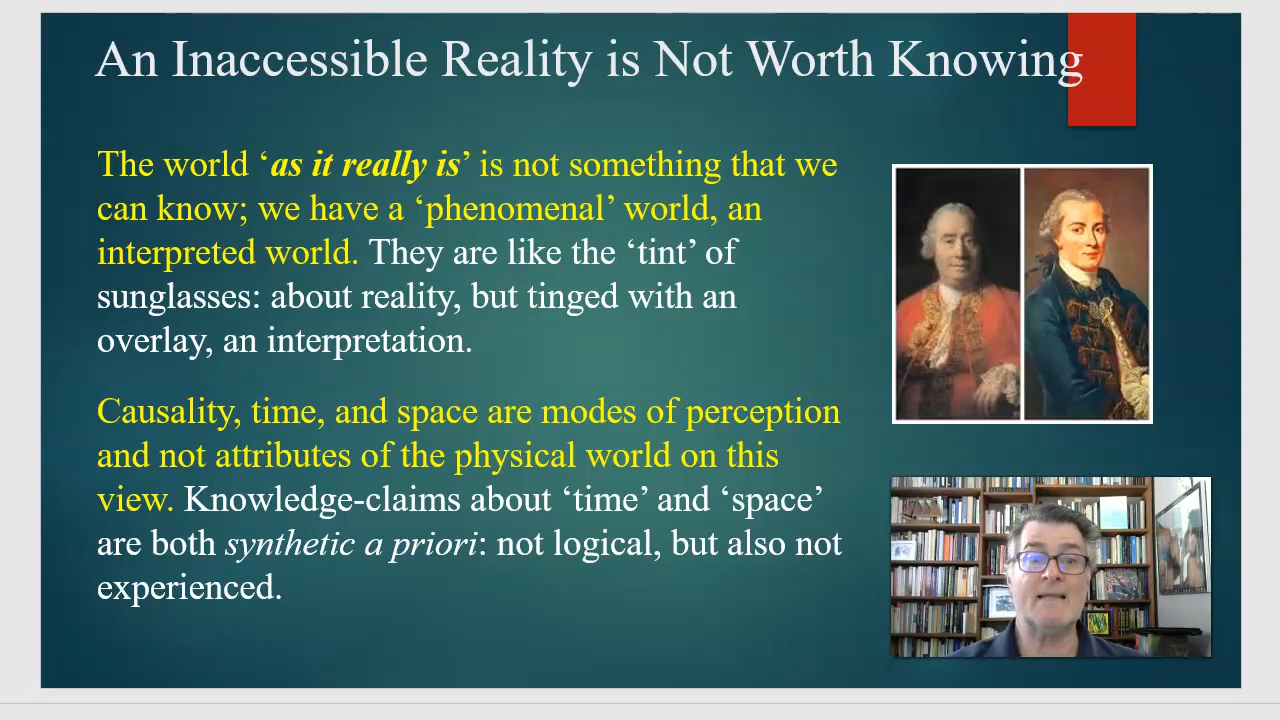 An Inaccessible Reality is Not Worth Knowing
The world ‘as it really is’ is not something that we
can know; we have a ‘phenomenal’ world, an
interpreted world. They are like the ‘tint’ of
sunglasses: about reality, but tinged with an
overlay, an interpretation.
Causality, time, and space are modes of perception
and not attributes of the physical world on this
view. Knowledge-claims about ‘time’ and ‘space’
are both synthetic a priori: not logical, but also not
experienced.